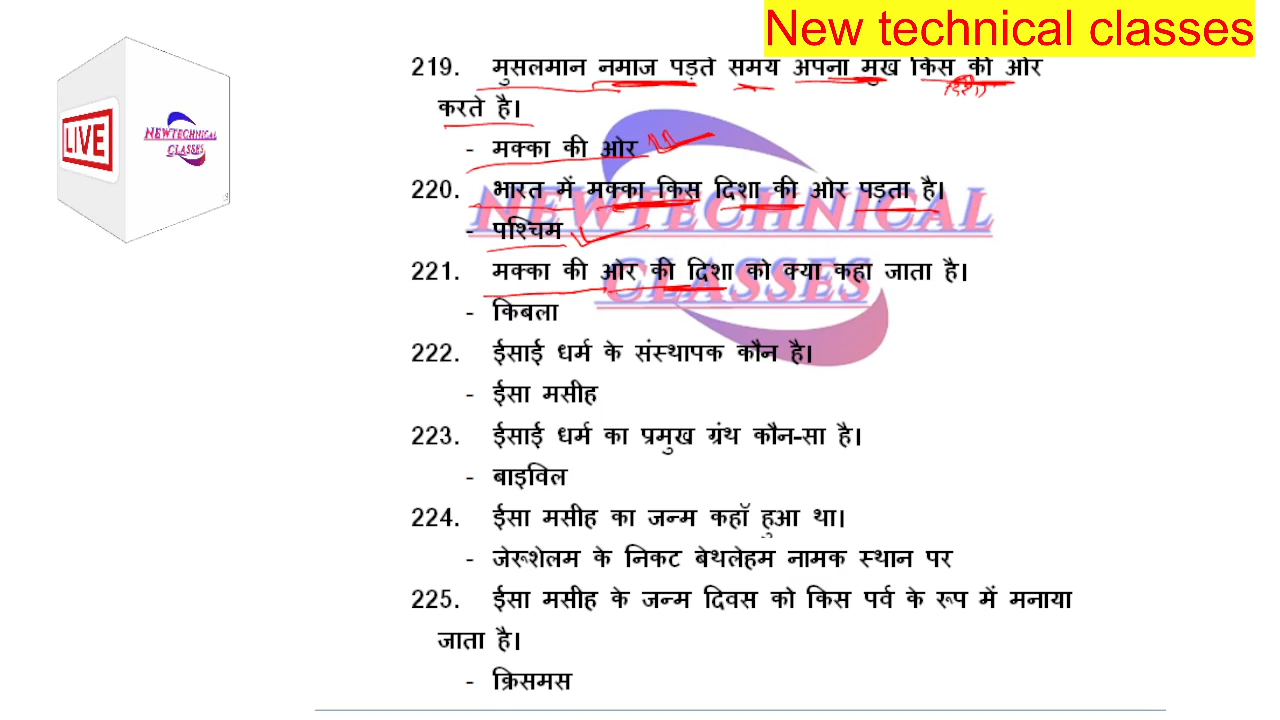 New technical classes
LIVE
NEWTECHNICAL
CLASSES
219. मुसलमान नमाज पड़ते समय अपना मुख किस की ओर
(दिशा)
करते है।
- मक्का की ओर
220. भारत में मक्का किस दिशा की ओर पड़ता है।
NEWTECHNICAL
- पश्चिम
221. मक्का की ओर की दिशा को क्या कहा जाता है।
CLASSES
- किबला
222. ईसाई धर्म के संस्थापक कौन है।
- ईसा मसीह
223. ईसाई धर्म का प्रमुख ग्रंथ कौन-सा है।
- बाइविल
224. ईसा मसीह का जन्म कहॉ हुआ था।
- जेरूशेलम के निकट बेथलेहम नामक स्थान पर
225. ईसा मसीह के जन्म दिवस को किस पर्व के रूप में मनाया
जाता है।
- क्रिसमस